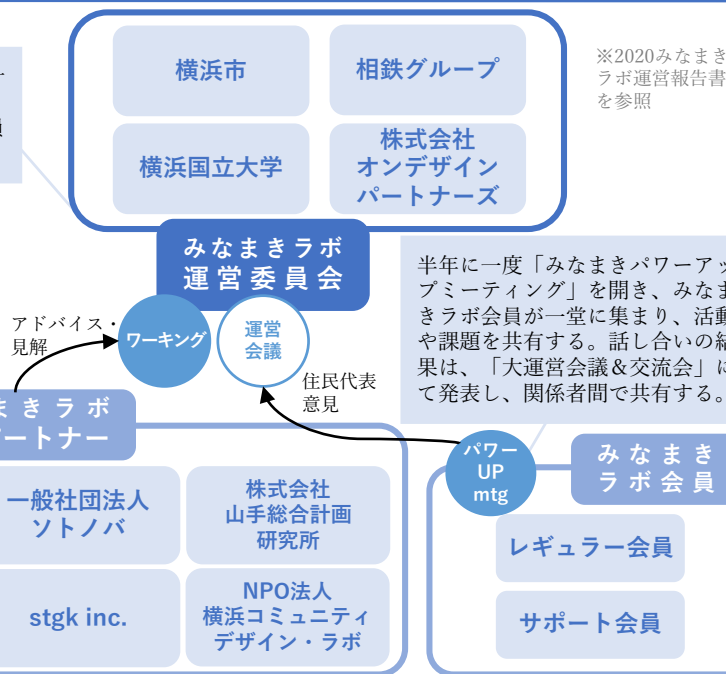 横浜市
相鉄グループ
横浜国立大学
株式会社
オンデザイン
パートナーズ
※2020みなまき
ラボ運営報告書
を参照
みなまきラボ
運営委員会
ワーキング
運営
会議
アドバイス・
見解
住民代表
意見
半年に一度「みなまきパワーアッ
プミーティング」を開き、みなま
きラボ会員が一堂に集まり、活動
や課題を共有する。話し合いの結
果は、「大運営会議&交流会」に
て発表し、関係者間で共有する。
まきラボ
ートナー
一般社団法人
ソトノバ
株式会社
山手総合計画
研究所
stgk inc.
NPO法人
横浜コミュニティ
デザイン・ラボ
パワー
UP
mtg
みなまき
ラボ会員
レギュラー会員
サポート会員